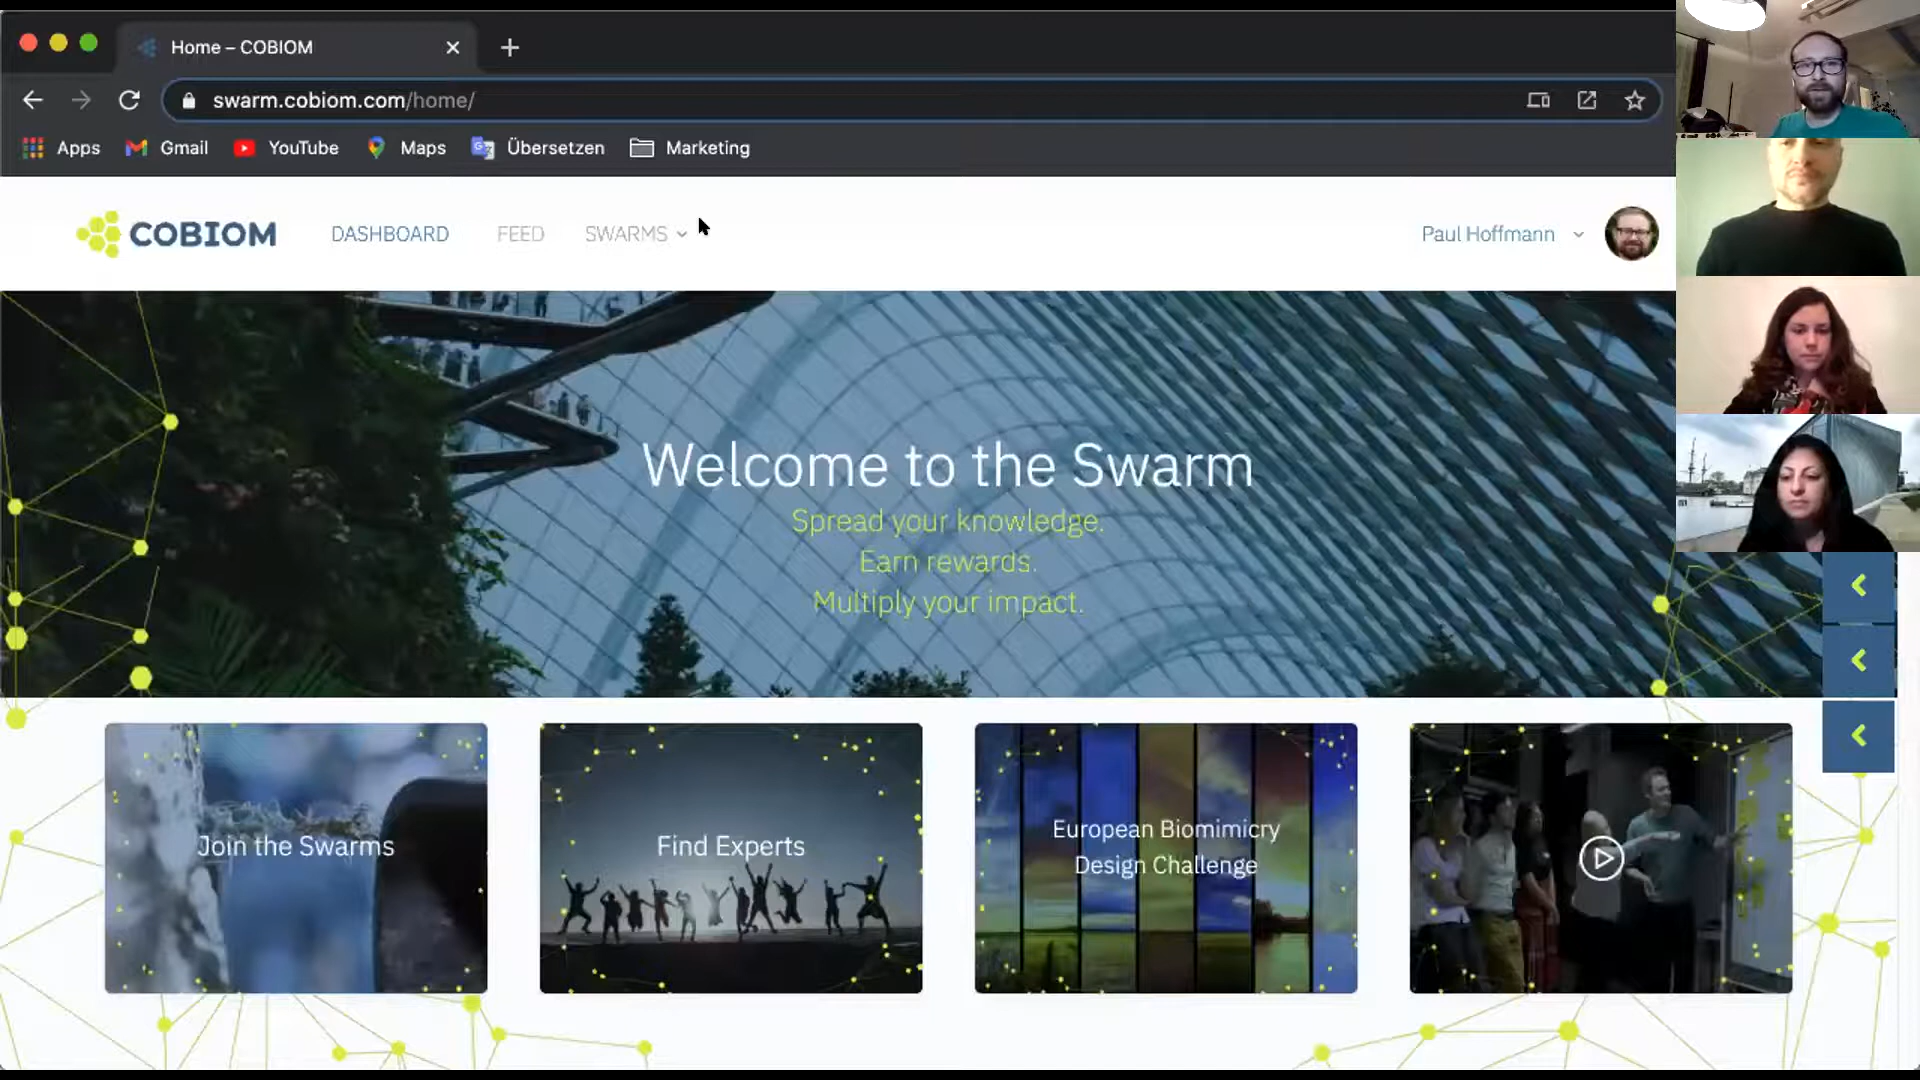 Home – COBIOM
swarm.cobiom.com/home/
Apps Gmail YouTube Maps Übersetzen Marketing
COBIOM DASHBOARD FEED SWARMS Paul Hoffmann
Welcome to the Swarm
Spread your knowledge.
Earn rewards.
Multiply your impact.
Join the Swarms
Find Experts
European Biomimicry
Design Challenge